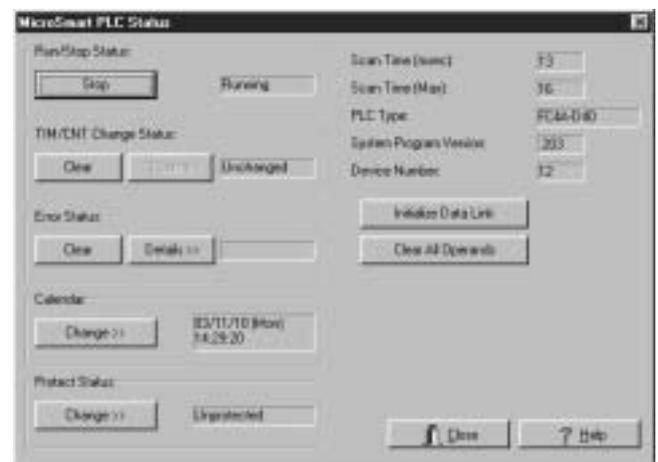 MicroSmart PLC Status
Run/Stop Status:
Stop
Running
TIM/CNT Change Status:
Clear
Unchanged
Error Status:
Clear
Details >>
Calendar:
Change >>
03/11/10 (Mon)
14:29:20
Protect Status:
Change >>
Unprotected
Scan Time (msec):
13
Scan Time (Max):
16
PLC Type:
FC4A-D40
System Program Version:
203
Device Number:
12
Initialize Data Link
Clear All Operands
Close
? Help